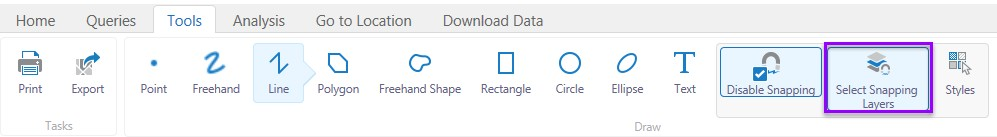 Home Queries Tools Analysis Go to Location Download Data
Print Export Point Freehand Line Polygon Freehand Shape Rectangle Circle Ellipse Text Disable Snapping Select Snapping Styles
Layers
Tasks Draw